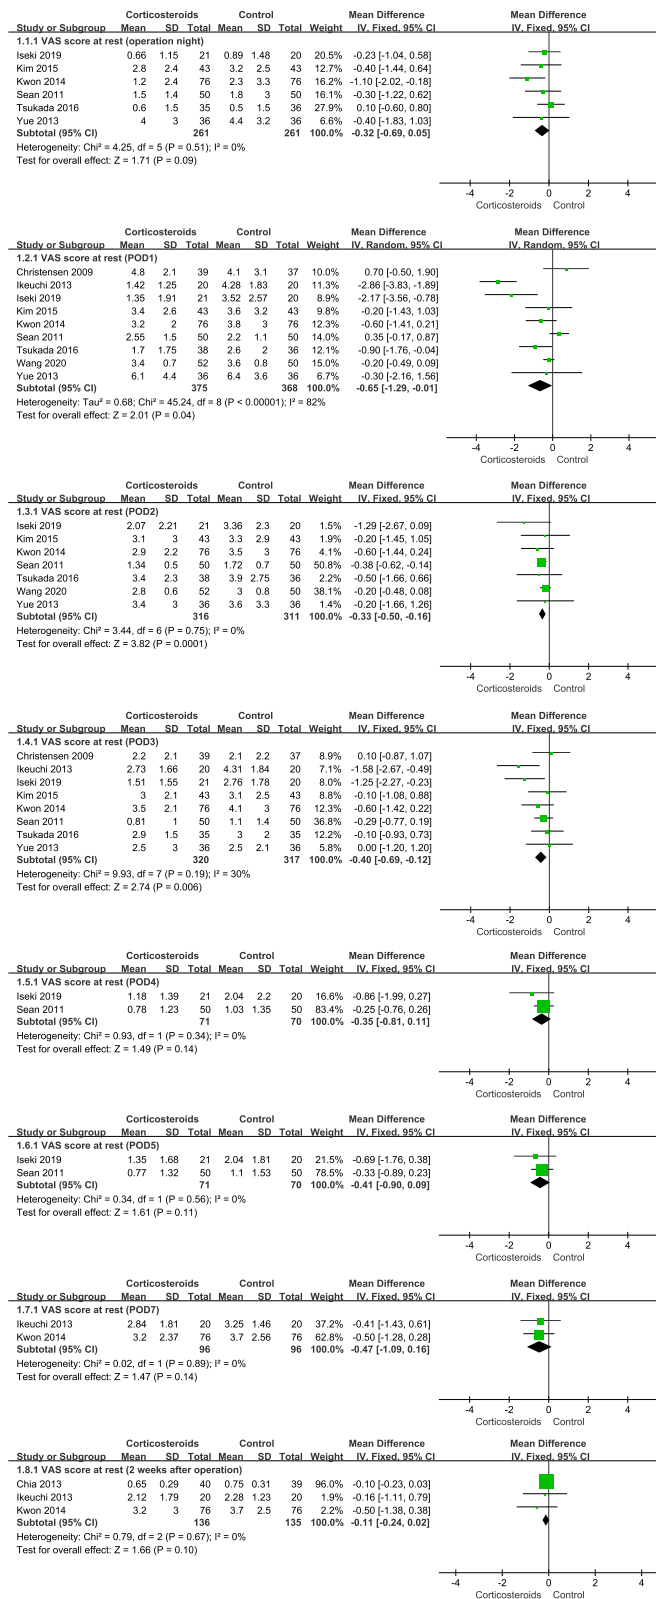 Corticosteroids Control Mean Difference Mean Difference
Study or Subgroup Mean SD Total Mean SD Total Weight IV, Fixed, 95% CI IV, Fixed, 95% CI
1.1.1 VAS score at rest (operation night)
Iseki 2019 0.66 1.15 21 0.89 1.48 20 20.5% -0.23 [-1.04, 0.58]
Kim 2015 2.8 2.4 43 3.2 2.5 43 12.7% -0.40 [-1.44, 0.64]
Kwon 2014 1.2 2.4 76 2.3 3.3 76 16.2% -1.10 [-2.02, -0.18]
Sean 2011 1.5 1.4 50 1.8 3 50 16.1% -0.30 [-1.22, 0.62]
Tsukada 2016 0.6 1.5 35 0.5 1.5 36 27.9% 0.10 [-0.60, 0.80]
Yue 2013 4 3 36 4.4 3.2 36 6.6% -0.40 [-1.83, 1.03]
Subtotal (95% CI) 261 261 100.0% -0.32 [-0.69, 0.05]
Heterogeneity: Chi² = 4.25, df = 5 (P = 0.51); I² = 0%
Test for overall effect: Z = 1.71 (P = 0.09)
-4 -2 0 2 4
Corticosteroids Control
Corticosteroids Control Mean Difference Mean Difference
Study or Subgroup Mean SD Total Mean SD Total Weight IV, Random, 95% CI IV, Random, 95% CI
1.2.1 VAS score at rest (POD1)
Christensen 2009 4.8 2.1 39 4.1 3.1 37 10.0% 0.70 [-0.50, 1.90]
Ikeuchi 2013 1.42 1.25 20 4.28 1.83 20 11.2% -2.86 [-3.83, -1.89]
Iseki 2019 1.35 1.91 21 3.52 2.57 20 8.9% -2.17 [-3.56, -0.78]
Kim 2015 3.4 2.6 43 3.6 3.2 43 9.8% -0.20 [-1.43, 1.03]
Kwon 2014 3.2 2 76 3.8 3 76 12.2% -0.60 [-1.41, 0.21]
Sean 2011 2.55 1.5 50 2.2 1.1 50 13.5% 0.35 [-0.17, 0.87]
Tsukada 2016 1.7 1.75 38 2.6 2 36 11.9% -0.90 [-1.76, -0.04]
Wang 2020 3.4 0.7 52 3.6 0.8 50 15.0% -0.20 [-0.49, 0.09]
Yue 2013 6.1 4.4 36 6.4 3.6 36 6.7% -0.30 [-2.16, 1.56]
Subtotal (95% CI) 375 368 100.0% -0.65 [-1.29, -0.01]
Heterogeneity: Tau² = 0.68; Chi² = 45.24, df = 8 (P < 0.00001); I² = 82%
Test for overall effect: Z = 2.01 (P = 0.04)
-4 -2 0 2 4
Corticosteroids Control
Corticosteroids Control Mean Difference Mean Difference
Study or Subgroup Mean SD Total Mean SD Total Weight IV, Fixed, 95% CI IV, Fixed, 95% CI
1.3.1 VAS score at rest (POD2)
Iseki 2019 2.07 2.21 21 3.36 2.3 20 1.5% -1.29 [-2.67, 0.09]
Kim 2015 3.1 3 43 3.3 2.9 43 1.9% -0.20 [-1.45, 1.05]
Kwon 2014 2.9 2.2 76 3.5 3 76 4.1% -0.60 [-1.44, 0.24]
Sean 2011 1.34 0.5 50 1.72 0.7 50 50.8% -0.38 [-0.62, -0.14]
Tsukada 2016 3.4 2.3 38 3.9 2.75 36 2.2% -0.50 [-1.66, 0.66]
Wang 2020 2.8 0.6 52 3 0.8 50 38.1% -0.20 [-0.48, 0.08]
Yue 2013 3.4 3 36 3.6 3.3 36 1.4% -0.20 [-1.66, 1.26]
Subtotal (95% CI) 316 311 100.0% -0.33 [-0.50, -0.16]
Heterogeneity: Chi² = 3.44, df = 6 (P = 0.75); I² = 0%
Test for overall effect: Z = 3.82 (P = 0.0001)
-4 -2 0 2 4
Corticosteroids Control
Corticosteroids Control Mean Difference Mean Difference
Study or Subgroup Mean SD Total Mean SD Total Weight IV, Fixed, 95% CI IV, Fixed, 95% CI
1.4.1 VAS score at rest (POD3)
Christensen 2009 2.2 2.1 39 2.1 2.2 37 8.9% 0.10 [-0.87, 1.07]
Ikeuchi 2013 2.73 1.66 20 4.31 1.84 20 7.1% -1.58 [-2.67, -0.49]
Iseki 2019 1.51 1.55 21 2.76 1.78 20 8.0% -1.25 [-2.27, -0.23]
Kim 2015 3 2.1 43 3.1 2.5 43 8.8% -0.10 [-1.08, 0.88]
Kwon 2014 3.5 2.1 76 4.1 3 76 12.4% -0.60 [-1.42, 0.22]
Sean 2011 0.81 1 50 1.1 1.4 50 36.4% -0.29 [-0.77, 0.19]
Tsukada 2016 2.9 1.5 35 3 2 35 12.5% -0.10 [-0.93, 0.73]
Yue 2013 2.5 3 36 2.5 2.1 36 5.8% 0.00 [-1.20, 1.20]
Subtotal (95% CI) 320 317 100.0% -0.40 [-0.69, -0.12]
Heterogeneity: Chi² = 9.93, df = 7 (P = 0.19); I² = 30%
Test for overall effect: Z = 2.74 (P = 0.006)
-4 -2 0 2 4
Corticosteroids Control
Corticosteroids Control Mean Difference Mean Difference
Study or Subgroup Mean SD Total Mean SD Total Weight IV, Fixed, 95% CI IV, Fixed, 95% CI
1.5.1 VAS score at rest (POD4)
Iseki 2019 1.18 1.39 21 2.04 2.2 20 16.6% -0.86 [-1.99, 0.27]
Sean 2011 0.78 1.23 50 1.03 1.35 50 83.4% -0.25 [-0.76, 0.26]
Subtotal (95% CI) 71 70 100.0% -0.35 [-0.81, 0.11]
Heterogeneity: Chi² = 0.93, df = 1 (P = 0.34); I² = 0%
Test for overall effect: Z = 1.49 (P = 0.14)
-4 -2 0 2 4
Corticosteroids Control
Corticosteroids Control Mean Difference Mean Difference
Study or Subgroup Mean SD Total Mean SD Total Weight IV, Fixed, 95% CI IV, Fixed, 95% CI
1.6.1 VAS score at rest (POD5)
Iseki 2019 1.35 1.68 21 2.04 1.81 20 21.5% -0.69 [-1.76, 0.38]
Sean 2011 0.77 1.32 50 1.1 1.53 50 78.5% -0.33 [-0.89, 0.23]
Subtotal (95% CI) 71 70 100.0% -0.41 [-0.90, 0.09]
Heterogeneity: Chi² = 0.34, df = 1 (P = 0.56); I² = 0%
Test for overall effect: Z = 1.61 (P = 0.11)
-4 -2 0 2 4
Corticosteroids Control
Corticosteroids Control Mean Difference Mean Difference
Study or Subgroup Mean SD Total Mean SD Total Weight IV, Fixed, 95% CI IV, Fixed, 95% CI
1.7.1 VAS score at rest (POD7)
Ikeuchi 2013 2.84 1.81 20 3.25 1.46 20 37.2% -0.41 [-1.43, 0.61]
Kwon 2014 3.2 2.37 76 3.7 2.56 76 62.8% -0.50 [-1.28, 0.28]
Subtotal (95% CI) 96 96 100.0% -0.47 [-1.09, 0.16]
Heterogeneity: Chi² = 0.02, df = 1 (P = 0.89); I² = 0%
Test for overall effect: Z = 1.47 (P = 0.14)
-4 -2 0 2 4
Corticosteroids Control
Corticosteroids Control Mean Difference Mean Difference
Study or Subgroup Mean SD Total Mean SD Total Weight IV, Fixed, 95% CI IV, Fixed, 95% CI
1.8.1 VAS score at rest (2 weeks after operation)
Chia 2013 0.65 0.29 40 0.75 0.31 39 96.0% -0.10 [-0.23, 0.03]
Ikeuchi 2013 2.12 1.79 20 2.28 1.23 20 1.9% -0.16 [-1.11, 0.79]
Kwon 2014 3.2 3 76 3.7 2.5 76 2.2% -0.50 [-1.38, 0.38]
Subtotal (95% CI) 136 135 100.0% -0.11 [-0.24, 0.02]
Heterogeneity: Chi² = 0.79, df = 2 (P = 0.67); I² = 0%
Test for overall effect: Z = 1.66 (P = 0.10)
-4 -2 0 2 4
Corticosteroids Control